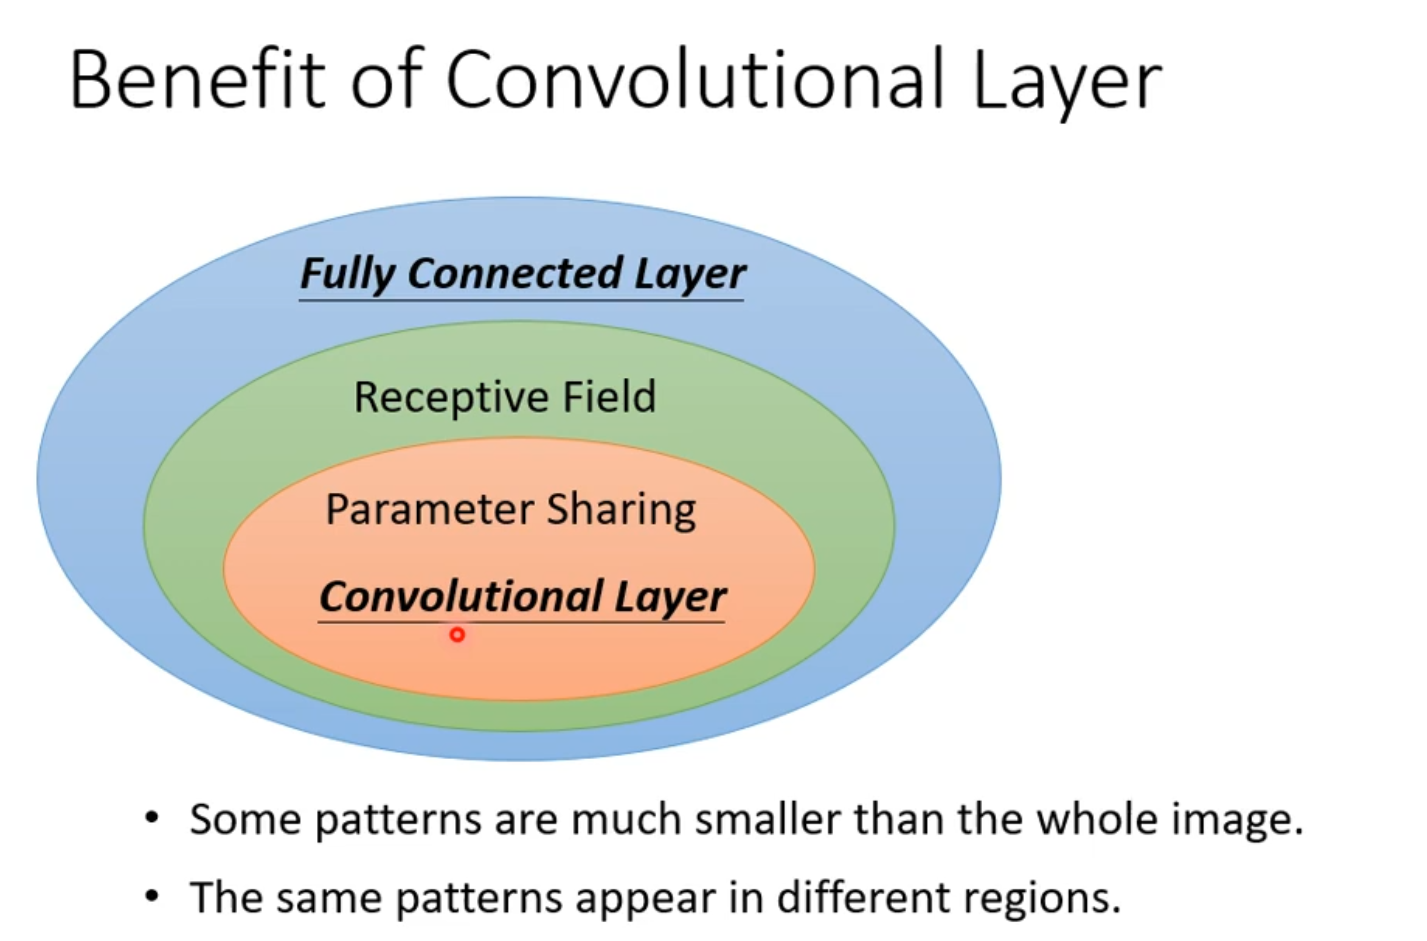 Benefit of Convolutional Layer
Fully Connected Layer
Receptive Field
Parameter Sharing
Convolutional Layer
• Some patterns are much smaller than the whole image.
• The same patterns appear in different regions.